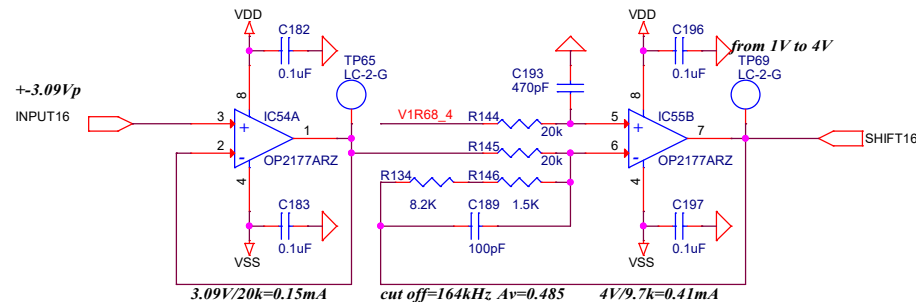 VDD
C182
0.1uF
TP65
LC-2-G
VDD
C196
0.1uF
from 1V to 4V
TP69
LC-2-G
C193
470pF
+-3.09Vp
INPUT16
8
3
+
IC54A
1
2
-
OP2177ARZ
4
V1R68_4
R144
20k
R145
20k
8
5
+
IC55B
7
6
-
OP2177ARZ
4
SHIFT16
R134
R146
8.2K
1.5K
C189
100pF
C183
0.1uF
VSS
C197
0.1uF
VSS
3.09V/20k=0.15mA
cut off=164kHz Av=0.485
4V/9.7k=0.41mA